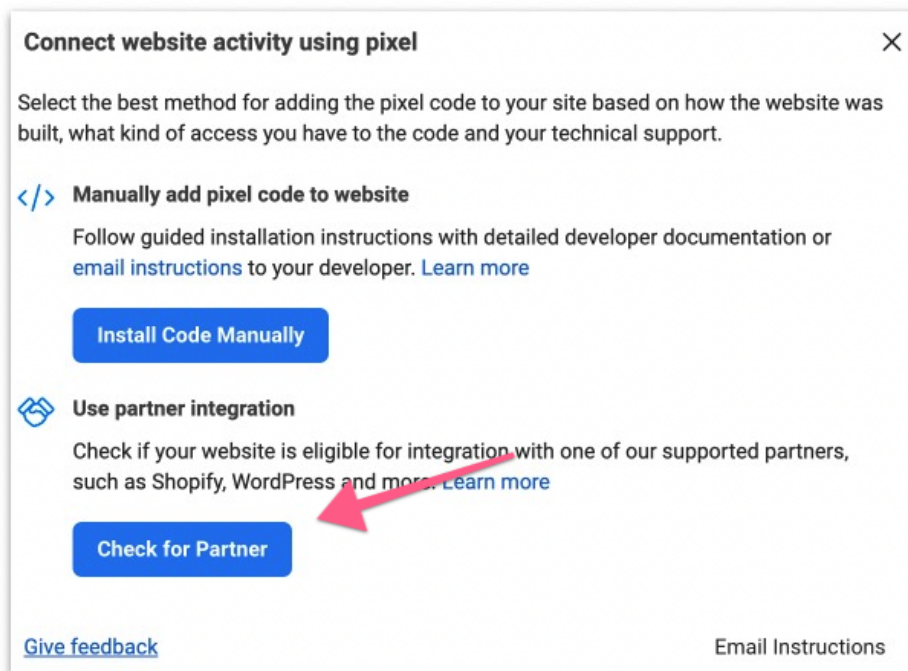 Connect website activity using pixel
Select the best method for adding the pixel code to your site based on how the website was
built, what kind of access you have to the code and your technical support.
Manually add pixel code to website
Follow guided installation instructions with detailed developer documentation or
email instructions to your developer. Learn more
Install Code Manually
Use partner integration
Check if your website is eligible for integration with one of our supported partners,
such as Shopify, WordPress and more. Learn more
Check for Partner
Give feedback
Email Instructions